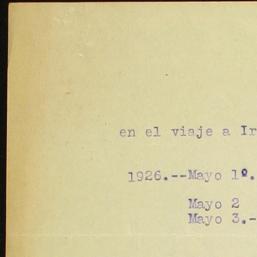 en el viaje a Ir
1926.--Mayo 1º.
Mayo 2
Mayo 3.-